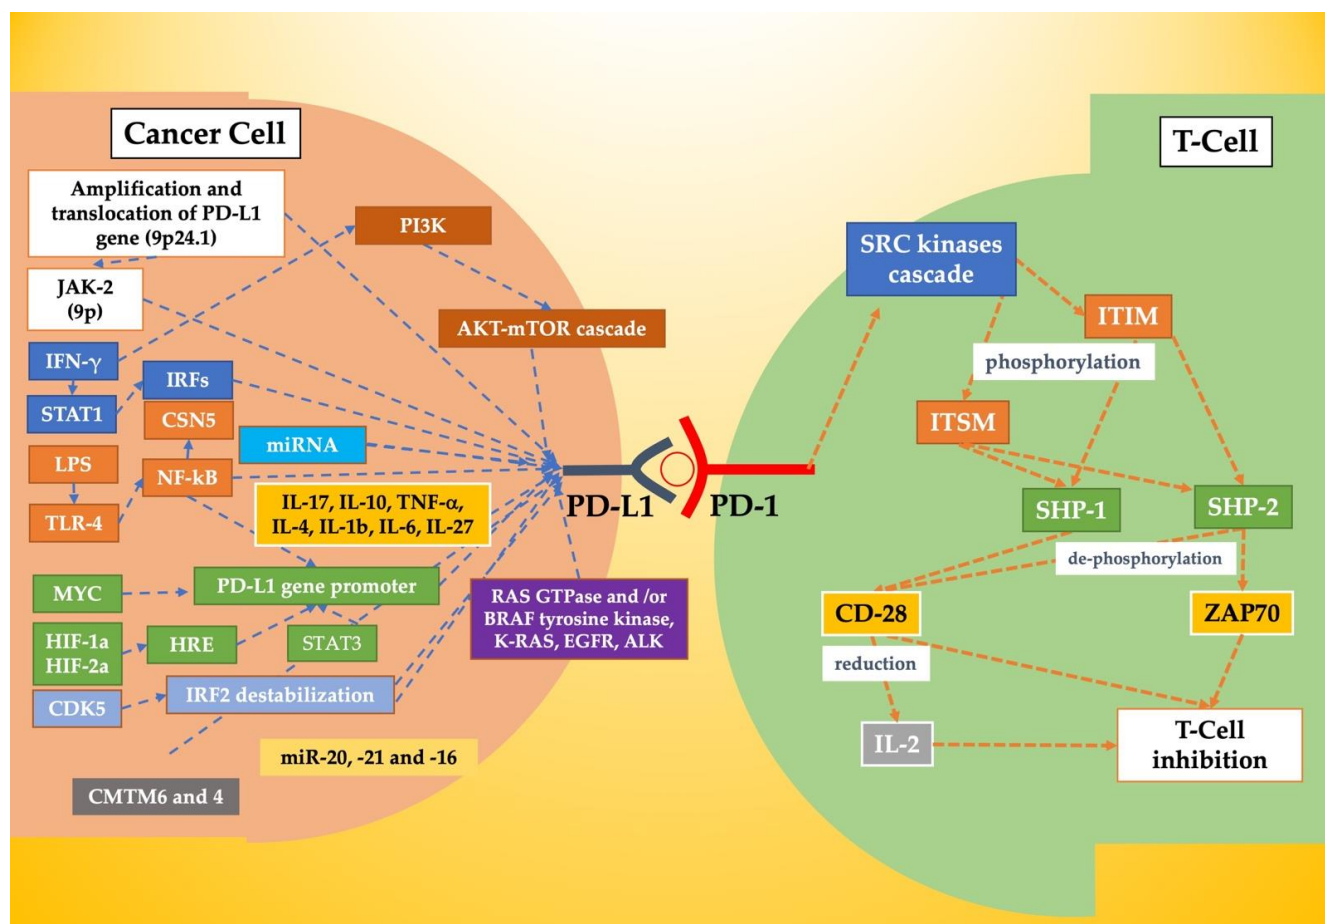 Cancer Cell
Amplification and
translocation of PD-L1
gene (9p24.1)
JAK-2
(9p)
PI3K
AKT-mTOR cascade
IFN-γ
IRFs
STAT1
CSN5
miRNA
LPS
NF-kB
TLR-4
IL-17, IL-10, TNF-α,
IL-4, IL-1b, IL-6, IL-27
MYC
PD-L1 gene promoter
HIF-1a
HIF-2a
HRE
STAT3
RAS GTPase and /or
BRAF tyrosine kinase,
K-RAS, EGFR, ALK
CDK5
IRF2 destabilization
miR-20, -21 and -16
CMTM6 and 4
PD-L1
PD-1
T-Cell
SRC kinases
cascade
ITIM
phosphorylation
ITSM
SHP-1
SHP-2
de-phosphorylation
CD-28
ZAP70
reduction
IL-2
T-Cell
inhibition